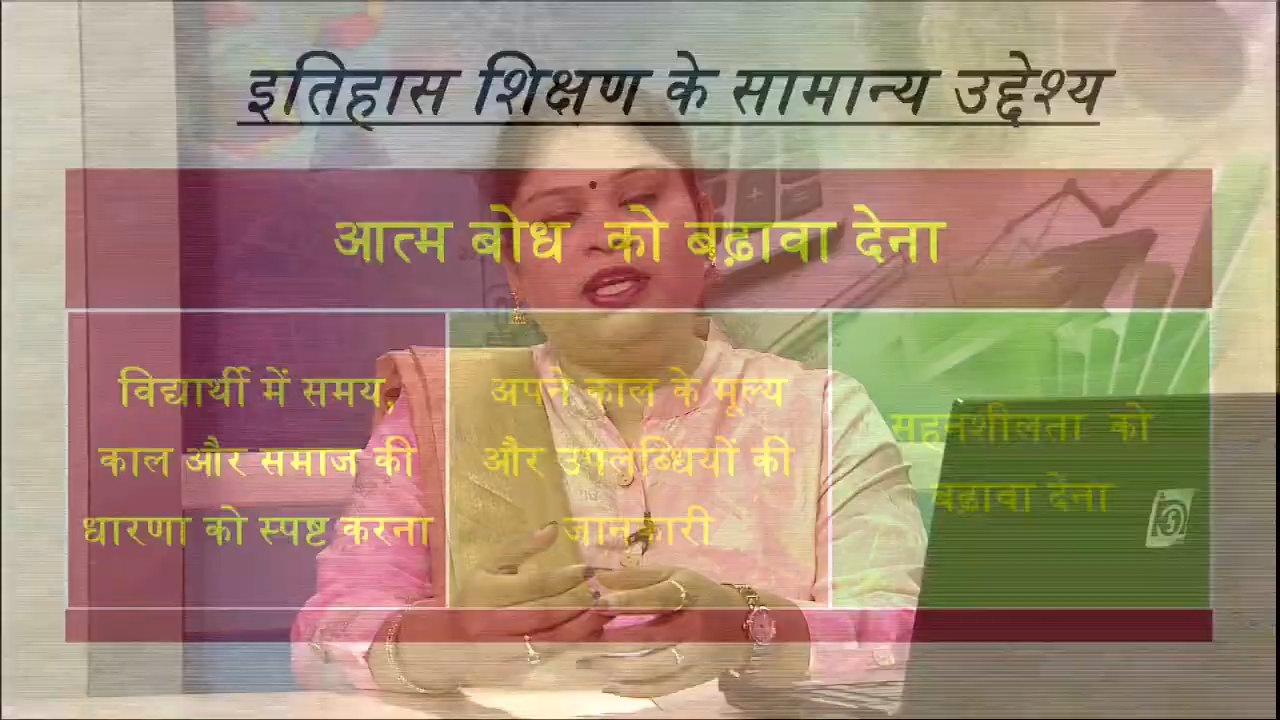 इतिहास शिक्षण के सामान्य उद्देश्य
आत्म बोध को बढ़ावा देना
विद्यार्थी में समय,
काल और समाज की
धारणा को स्पष्ट करना
अपने काल के मूल्य
और उपलब्धियों की
जानकारी
सहनशीलता को
बढ़ावा देना